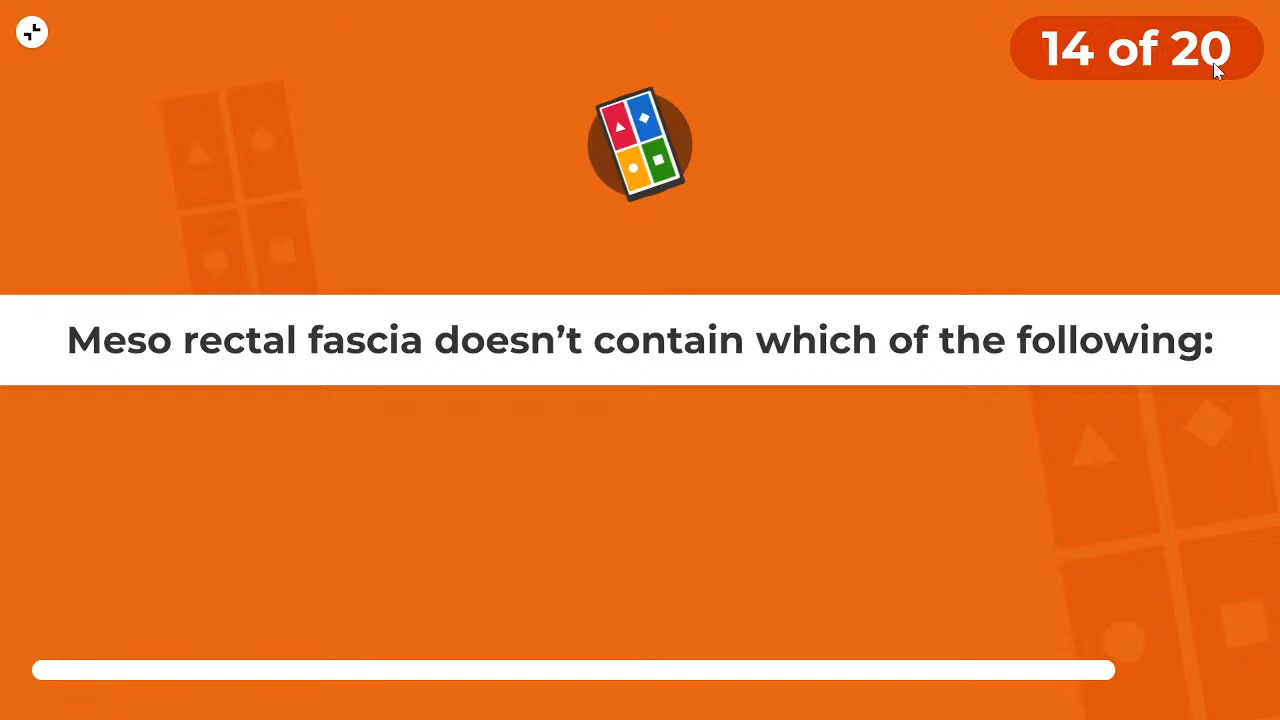 14 of 20
Meso rectal fascia doesn’t contain which of the following: